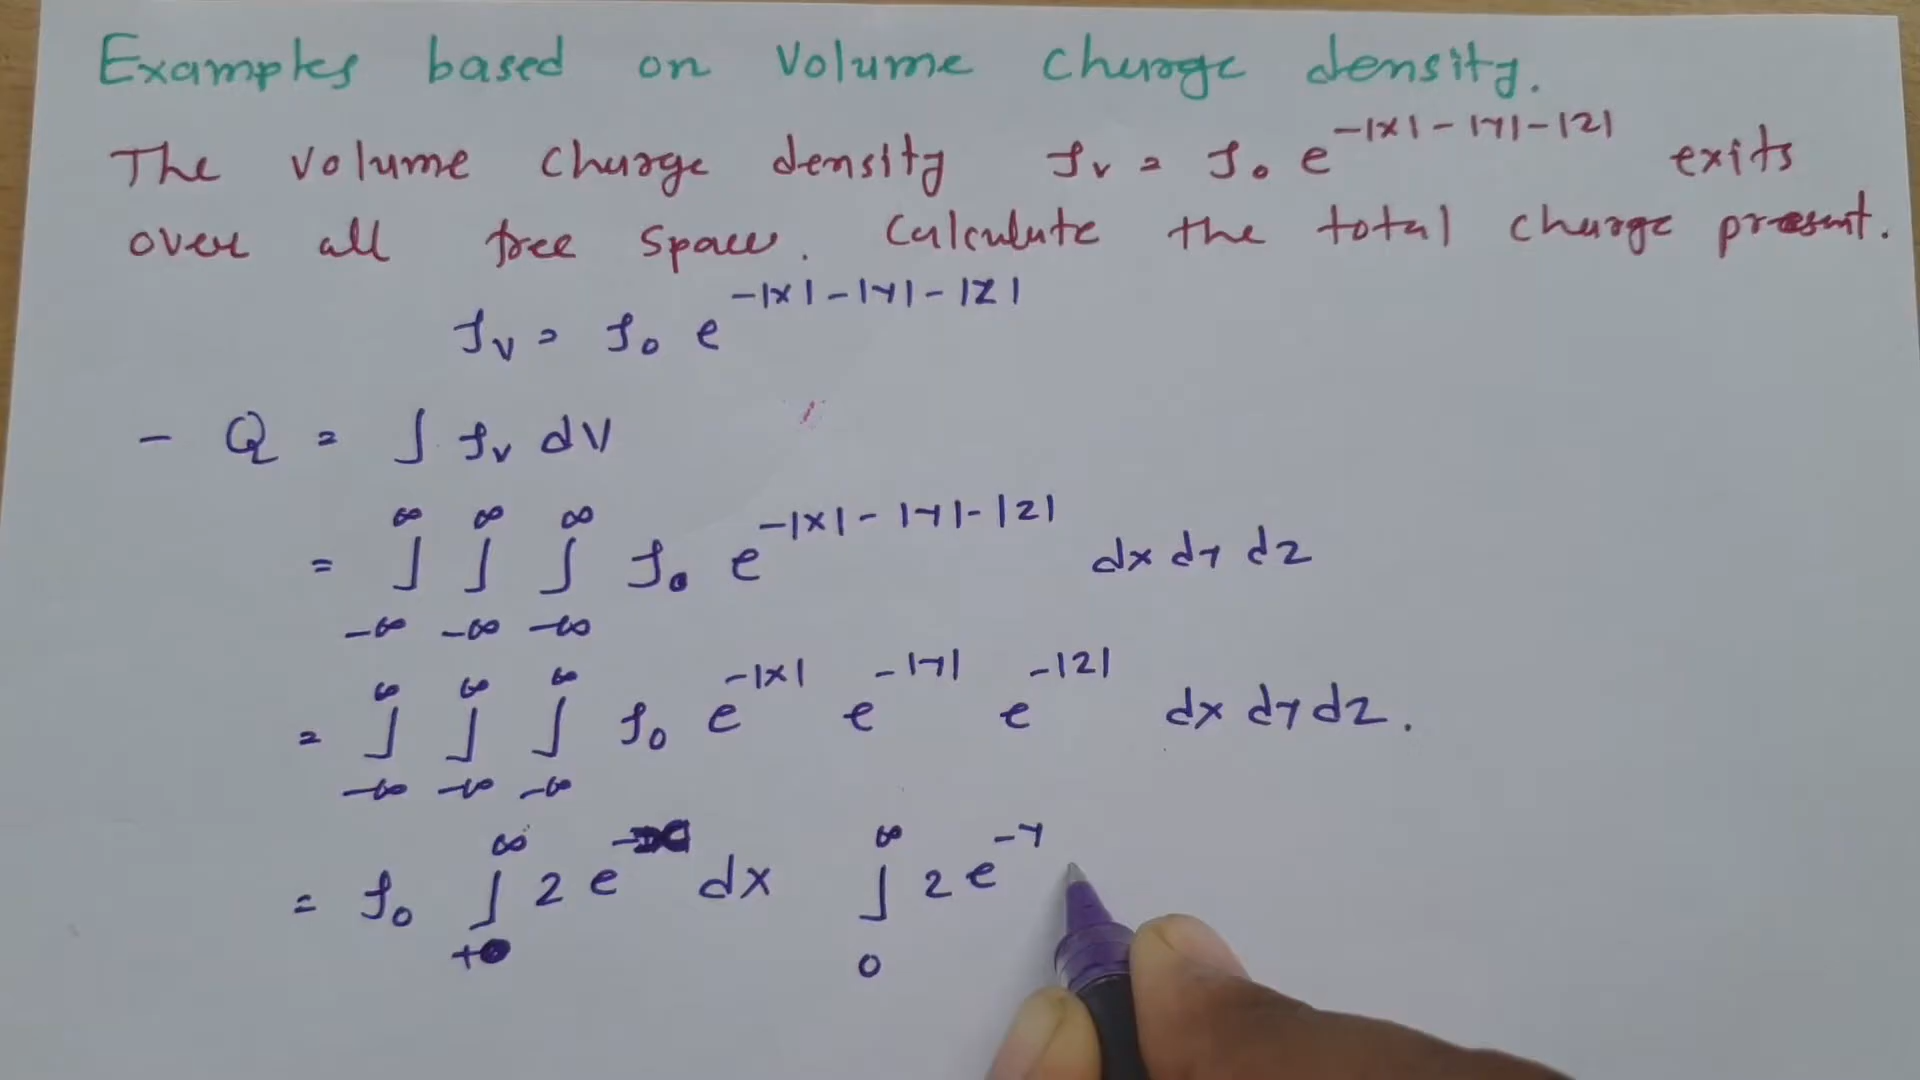 Examples based on Volume charge density.
The volume charge density ρv = ρ₀ e^(-|x|-|y|-|z|) exits
over all free space. Calculate the total charge present.
ρv = ρ₀ e^(-|x|-|y|-|z|)
- Q = ∫ ρv dV
= ∫_{-∞}^{∞} ∫_{-∞}^{∞} ∫_{-∞}^{∞} ρ₀ e^(-|x|-|y|-|z|) dx dy dz
= ∫_{-∞}^{∞} ∫_{-∞}^{∞} ∫_{-∞}^{∞} ρ₀ e^(-|x|) e^(-|y|) e^(-|z|) dx dy dz.
= ρ₀ ∫_{+0}^{∞} 2 e^(-x) dx ∫_{0}^{∞} 2 e^(-y)